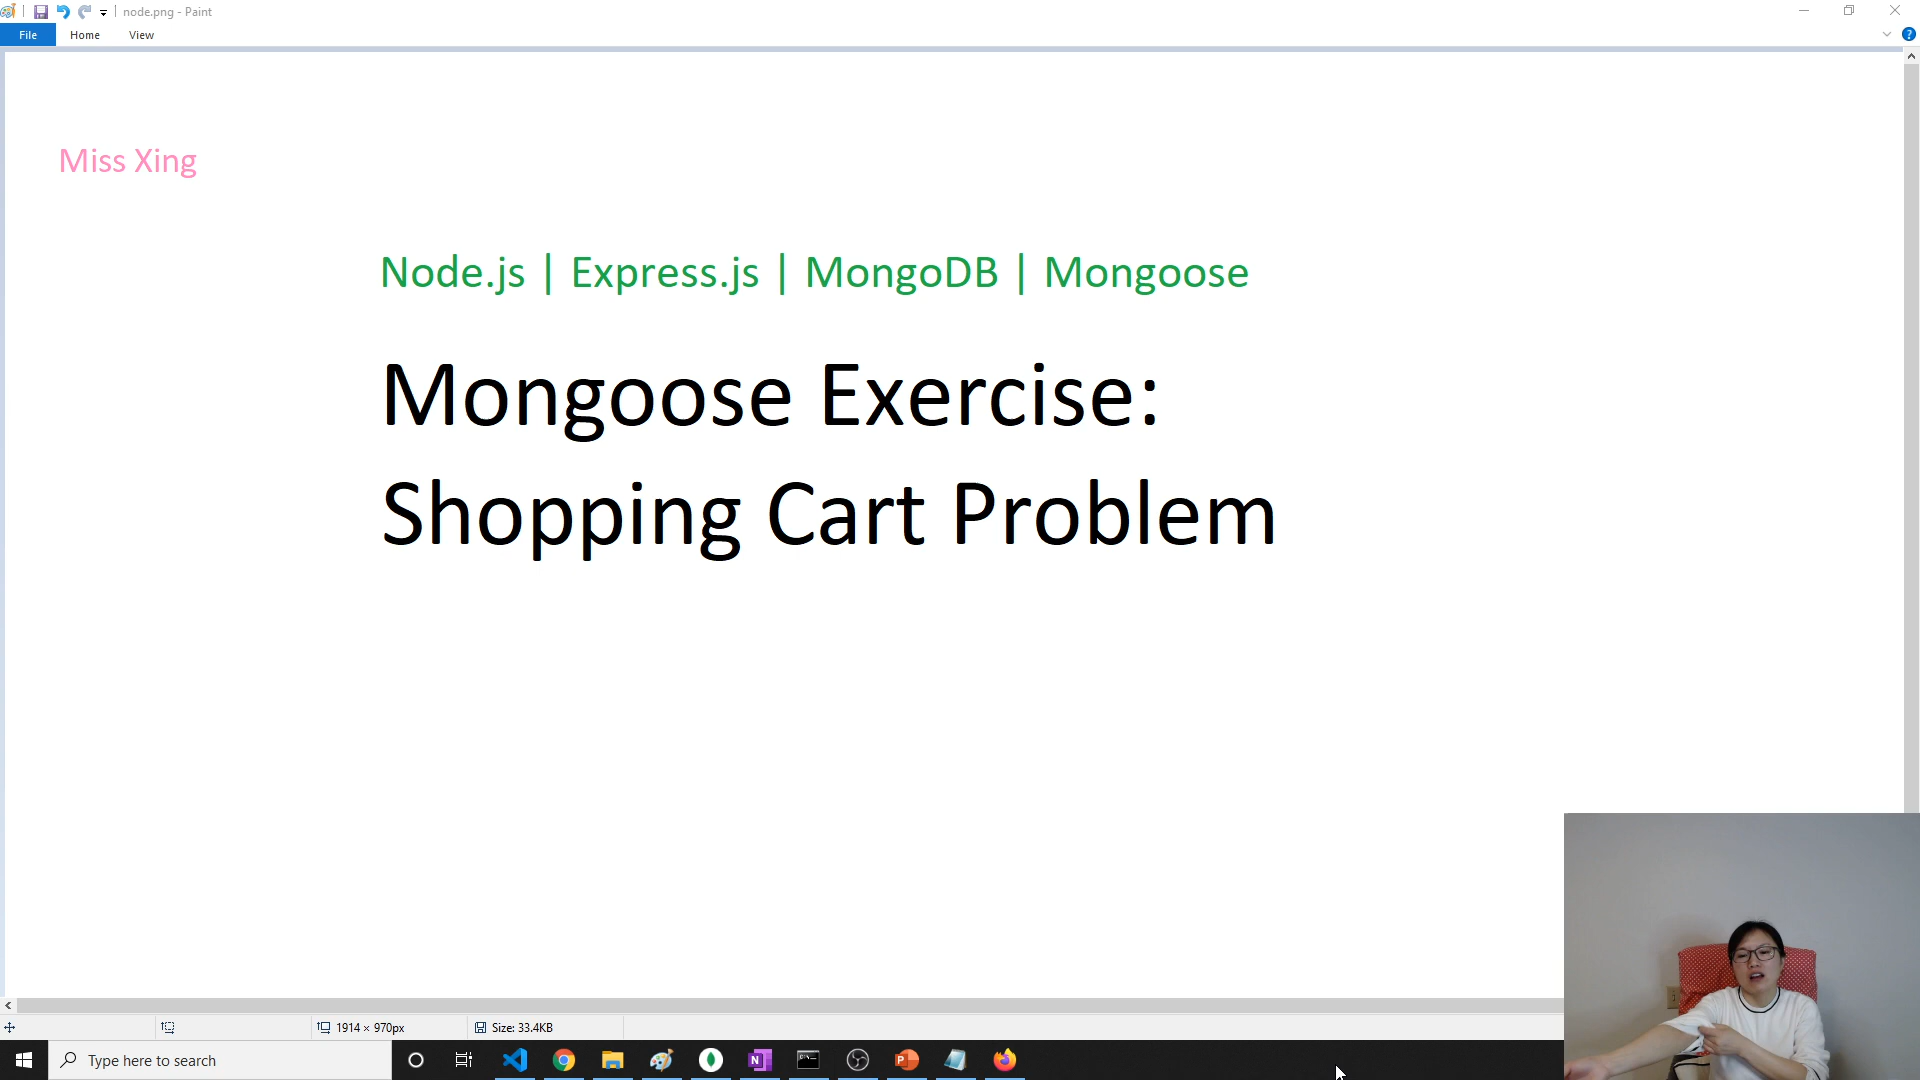 node.png - Paint
File Home View
Miss Xing
Node.js | Express.js | MongoDB | Mongoose
Mongoose Exercise:
Shopping Cart Problem
1914 × 970px Size: 33.4KB
Type here to search